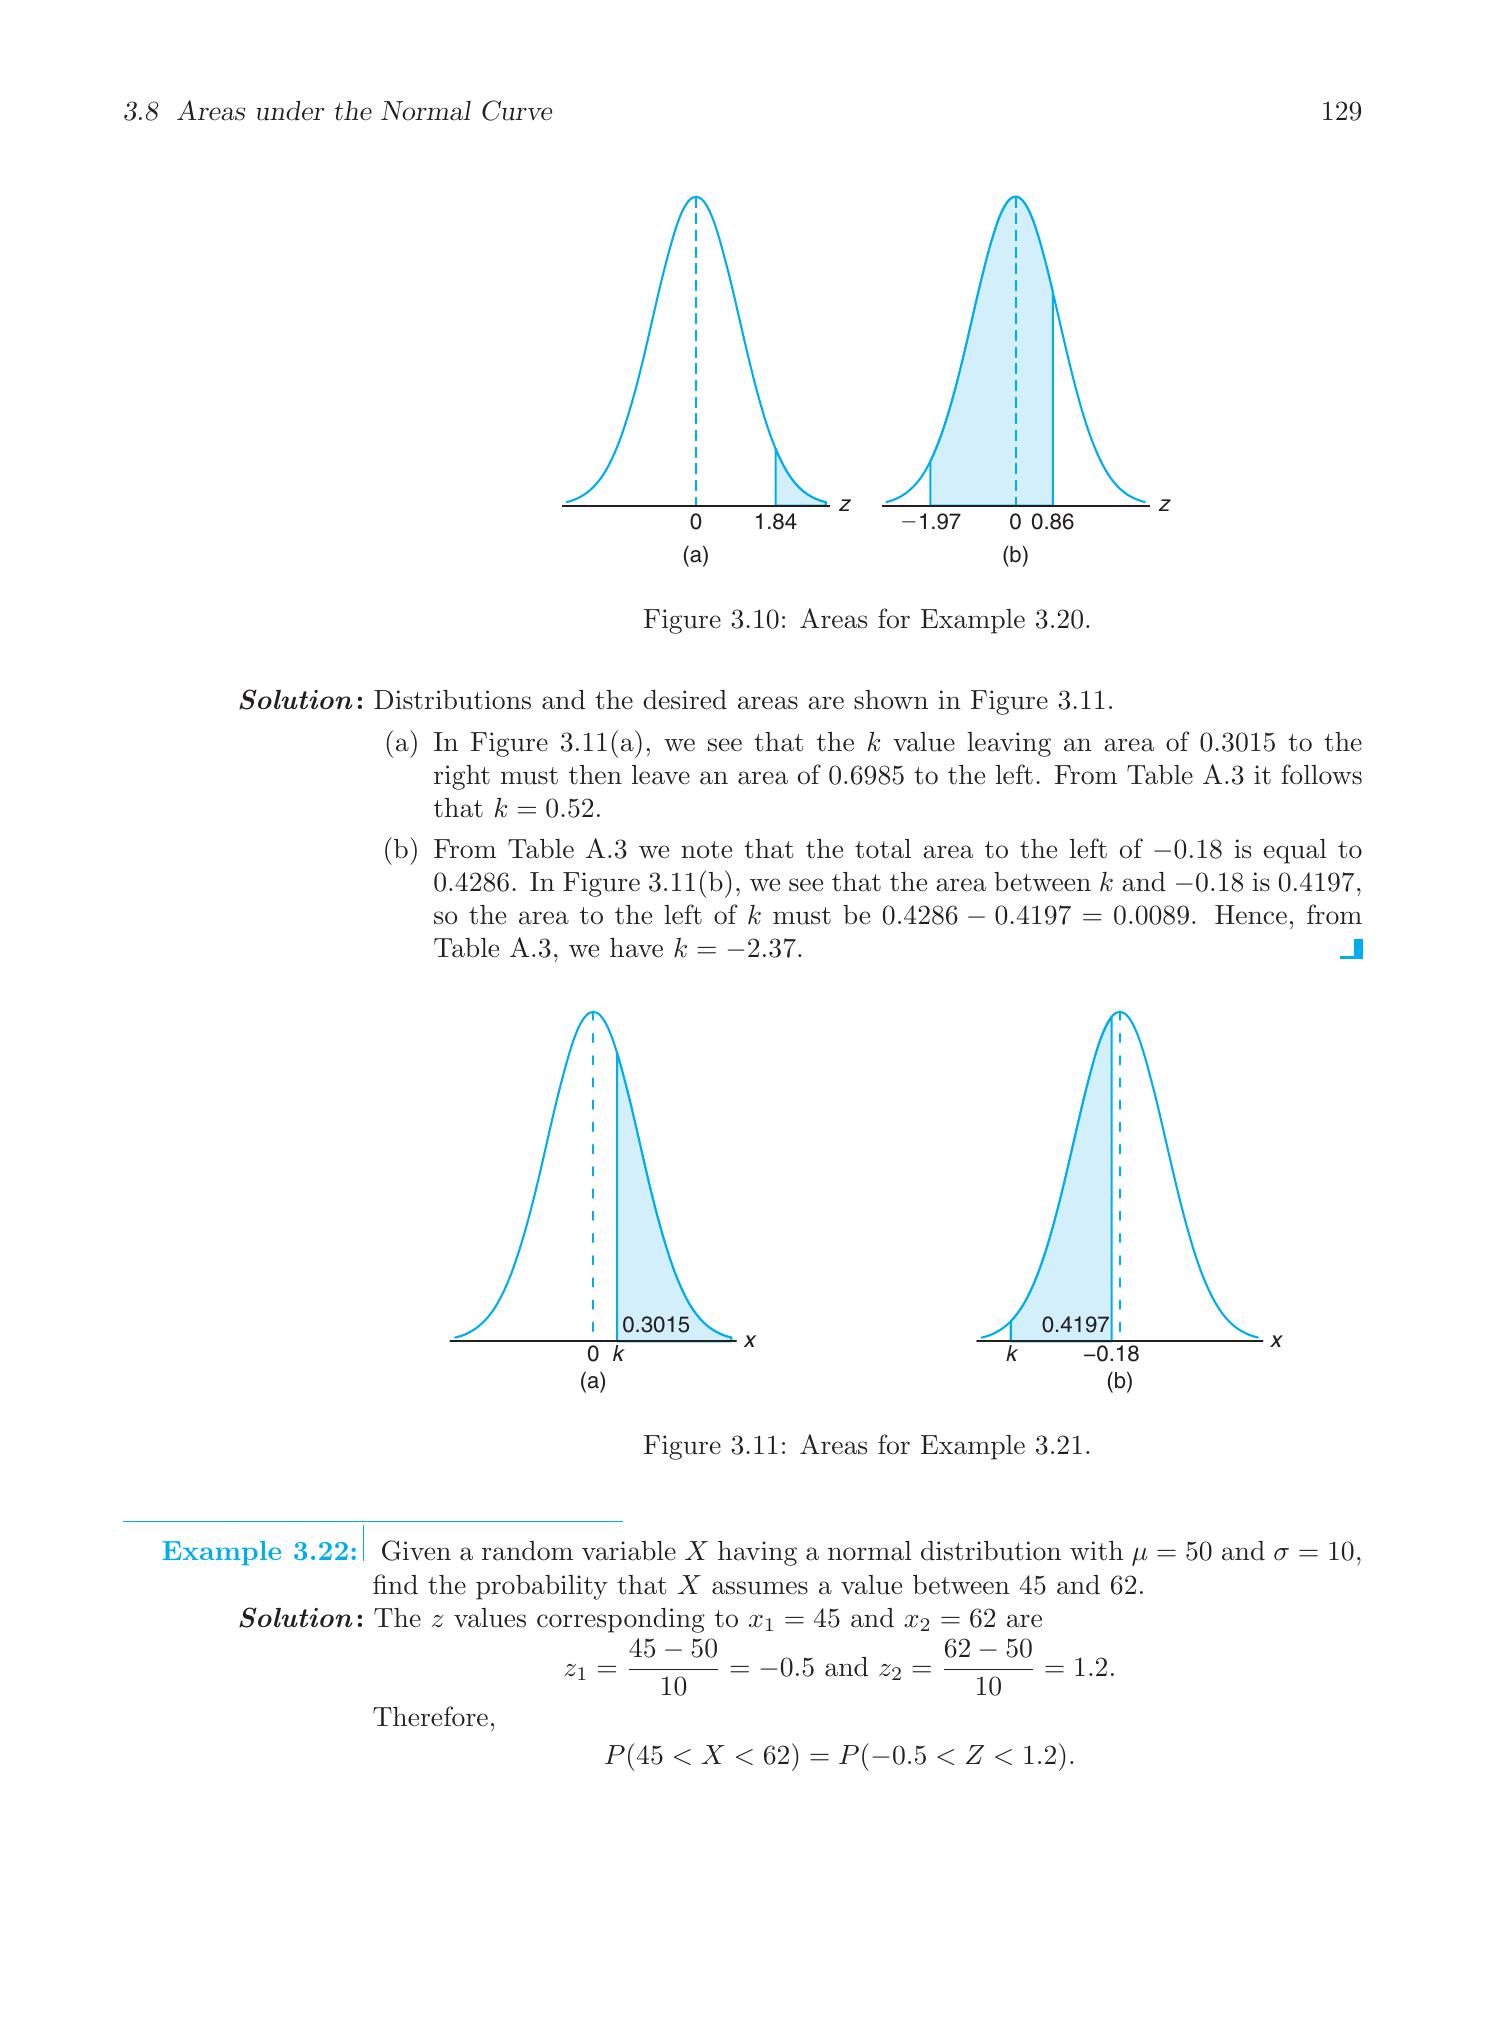 3.8 Areas under the Normal Curve 129
z z
0 1.84 −1.97 0 0.86
(a) (b)
Figure 3.10: Areas for Example 3.20.
Solution: Distributions and the desired areas are shown in Figure 3.11.
(a) In Figure 3.11(a), we see that the k value leaving an area of 0.3015 to the
right must then leave an area of 0.6985 to the left. From Table A.3 it follows
that k = 0.52.
(b) From Table A.3 we note that the total area to the left of −0.18 is equal to
0.4286. In Figure 3.11(b), we see that the area between k and −0.18 is 0.4197,
so the area to the left of k must be 0.4286 − 0.4197 = 0.0089. Hence, from
Table A.3, we have k = −2.37.
0.3015 x 0.4197 x
0 k k −0.18
(a) (b)
Figure 3.11: Areas for Example 3.21.
Example 3.22: Given a random variable X having a normal distribution with μ = 50 and σ = 10,
find the probability that X assumes a value between 45 and 62.
Solution: The z values corresponding to x₁ = 45 and x₂ = 62 are
z₁ = (45 − 50)/10 = −0.5 and z₂ = (62 − 50)/10 = 1.2.
Therefore,
P(45 < X < 62) = P(−0.5 < Z < 1.2).